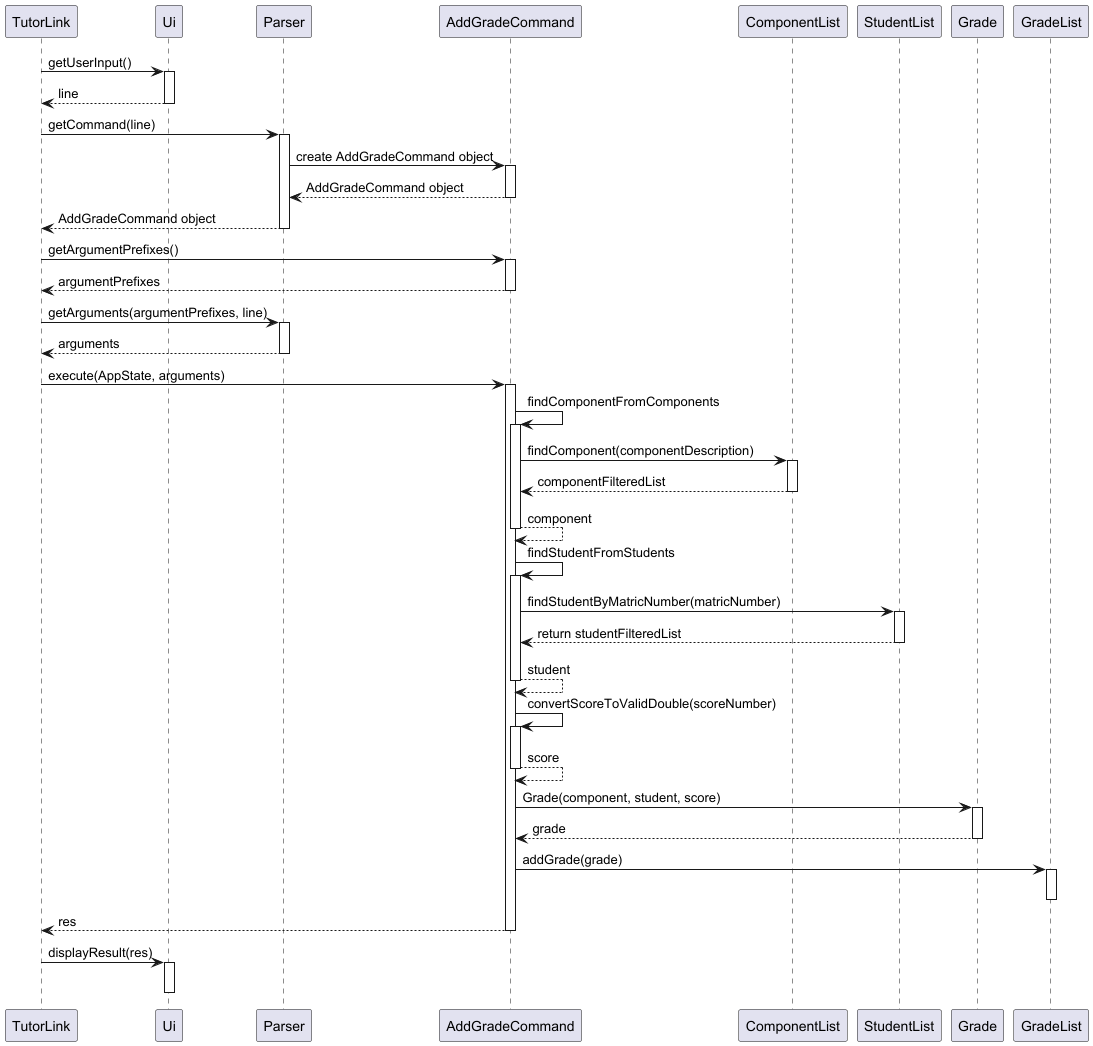 TutorLink Ui Parser AddGradeCommand ComponentList StudentList Grade GradeList
getUserInput()
line
getCommand(line)
create AddGradeCommand object
AddGradeCommand object
AddGradeCommand object
getArgumentPrefixes()
argumentPrefixes
getArguments(argumentPrefixes, line)
arguments
execute(AppState, arguments)
findComponentFromComponents
findComponent(componentDescription)
componentFilteredList
component
findStudentFromStudents
findStudentByMatricNumber(matricNumber)
return studentFilteredList
student
convertScoreToValidDouble(scoreNumber)
score
Grade(component, student, score)
grade
addGrade(grade)
res
displayResult(res)
TutorLink Ui Parser AddGradeCommand ComponentList StudentList Grade GradeList